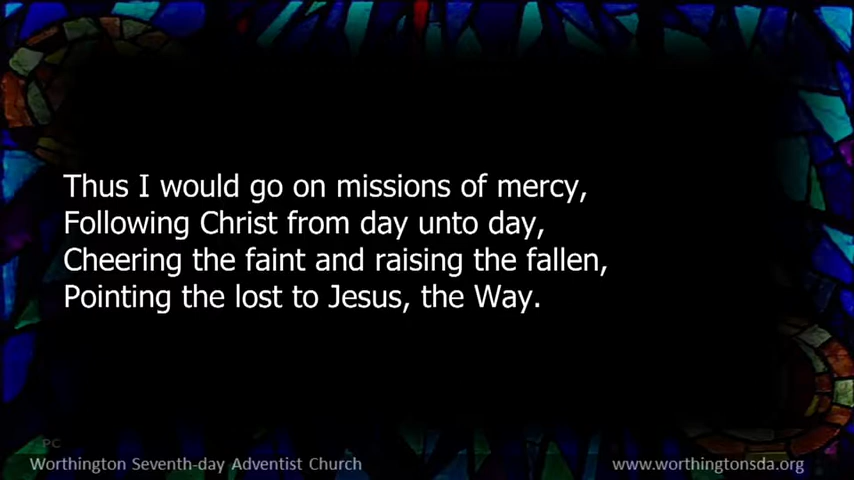 Thus I would go on missions of mercy,
Following Christ from day unto day,
Cheering the faint and raising the fallen,
Pointing the lost to Jesus, the Way.
PC
Worthington Seventh-day Adventist Church
www.worthingtonsda.org